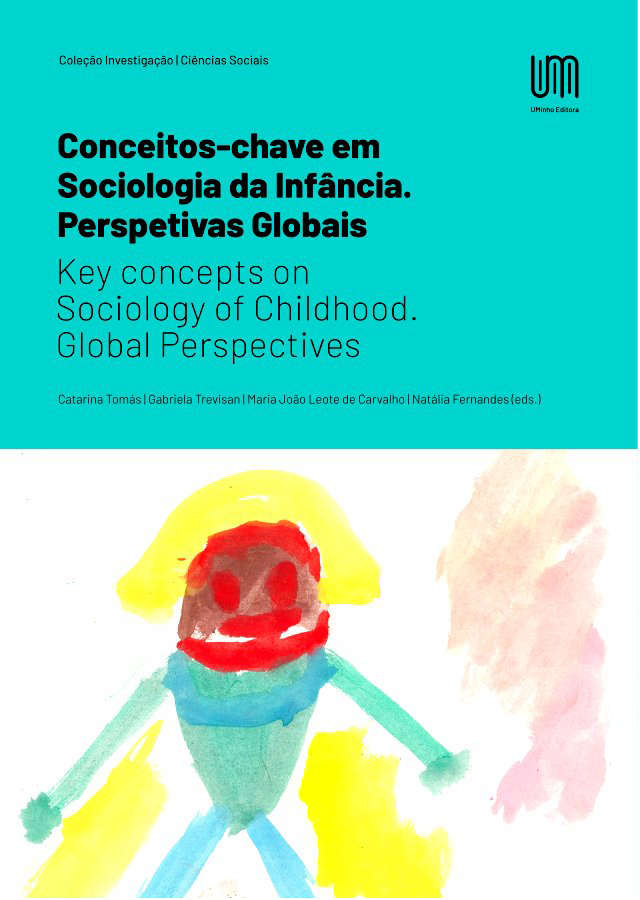 Coleção Investigação | Ciências Sociais
UM
UMinho Editora
Conceitos-chave em
Sociologia da Infância.
Perspetivas Globais
Key concepts on
Sociology of Childhood.
Global Perspectives
Catarina Tomás | Gabriela Trevisan | Maria João Leote de Carvalho | Natália Fernandes (eds.)